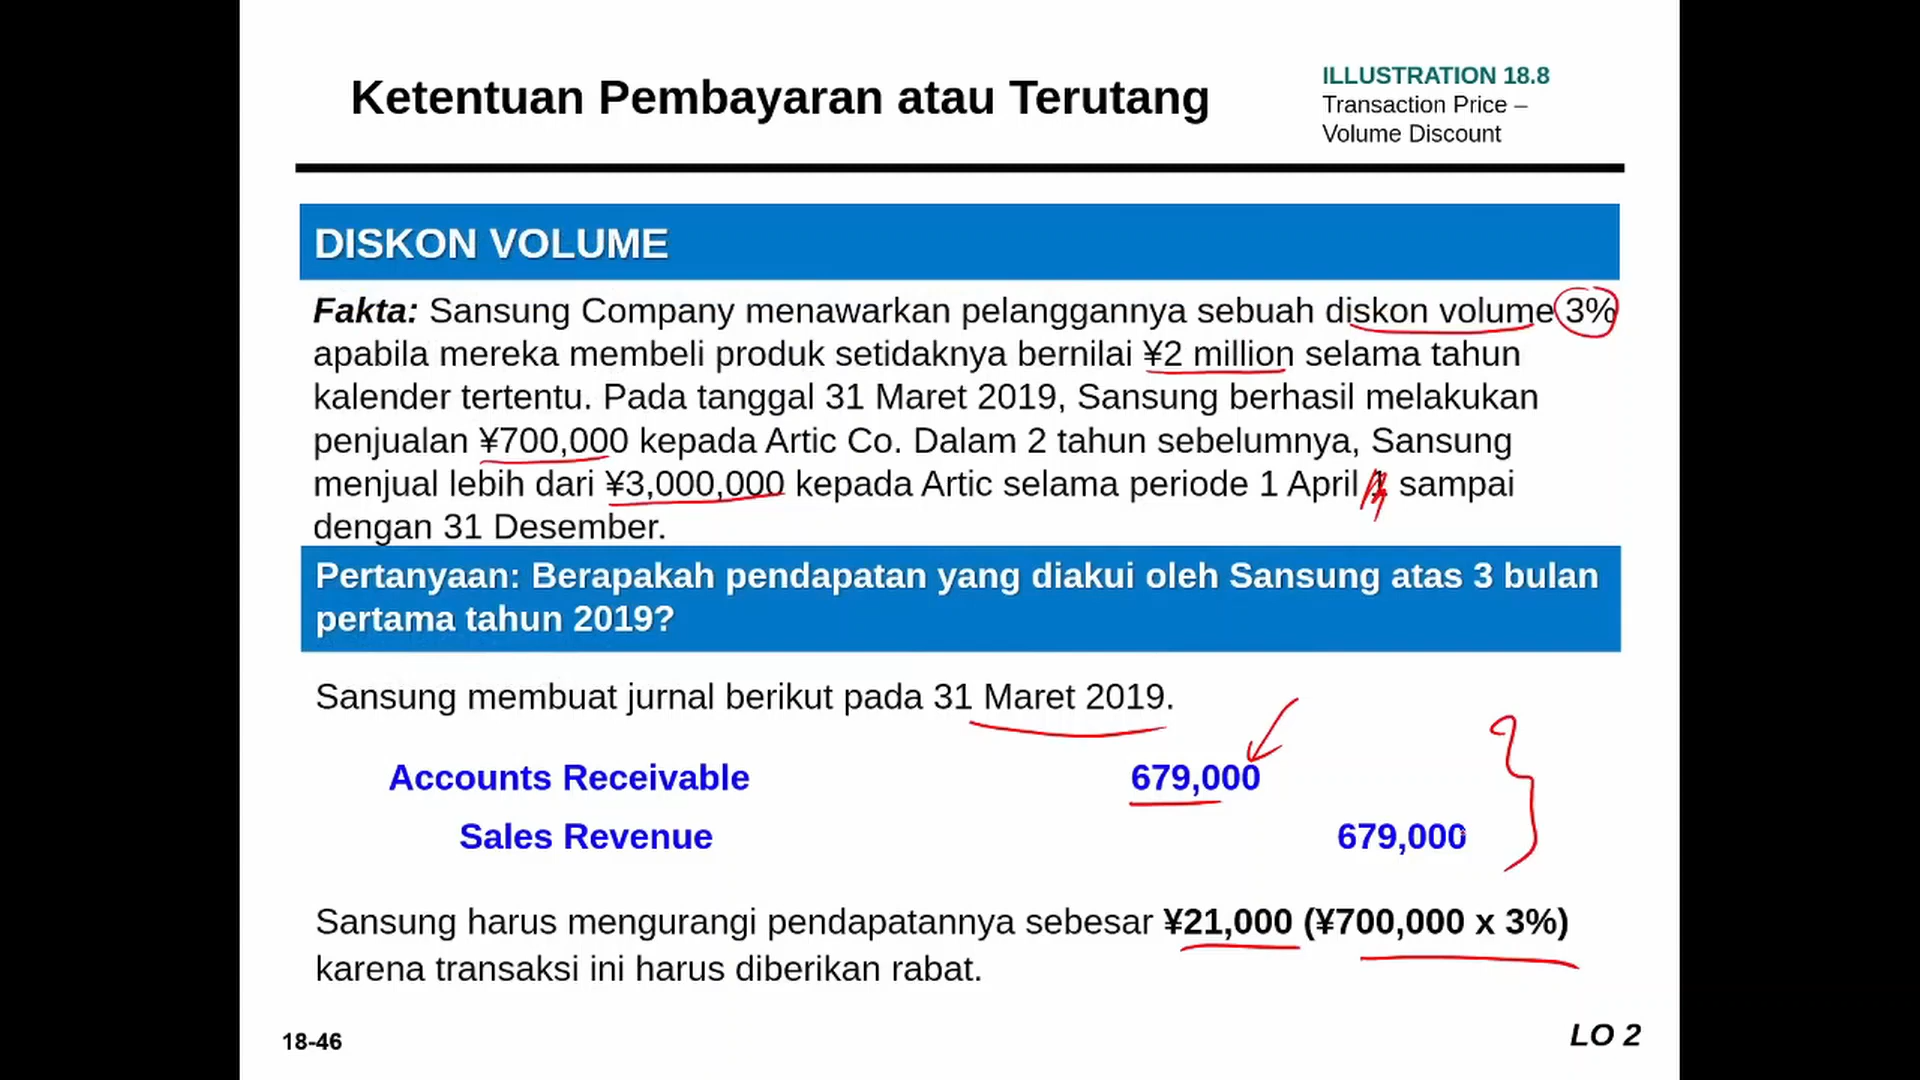 Ketentuan Pembayaran atau Terutang
ILLUSTRATION 18.8
Transaction Price –
Volume Discount
DISKON VOLUME
Fakta: Sansung Company menawarkan pelanggannya sebuah diskon volume 3%
apabila mereka membeli produk setidaknya bernilai ¥2 million selama tahun
kalender tertentu. Pada tanggal 31 Maret 2019, Sansung berhasil melakukan
penjualan ¥700,000 kepada Artic Co. Dalam 2 tahun sebelumnya, Sansung
menjual lebih dari ¥3,000,000 kepada Artic selama periode 1 April sampai
dengan 31 Desember.
Pertanyaan: Berapakah pendapatan yang diakui oleh Sansung atas 3 bulan
pertama tahun 2019?
Sansung membuat jurnal berikut pada 31 Maret 2019.
Accounts Receivable 679,000
Sales Revenue 679,000
Sansung harus mengurangi pendapatannya sebesar ¥21,000 (¥700,000 x 3%)
karena transaksi ini harus diberikan rabat.
18-46
LO 2